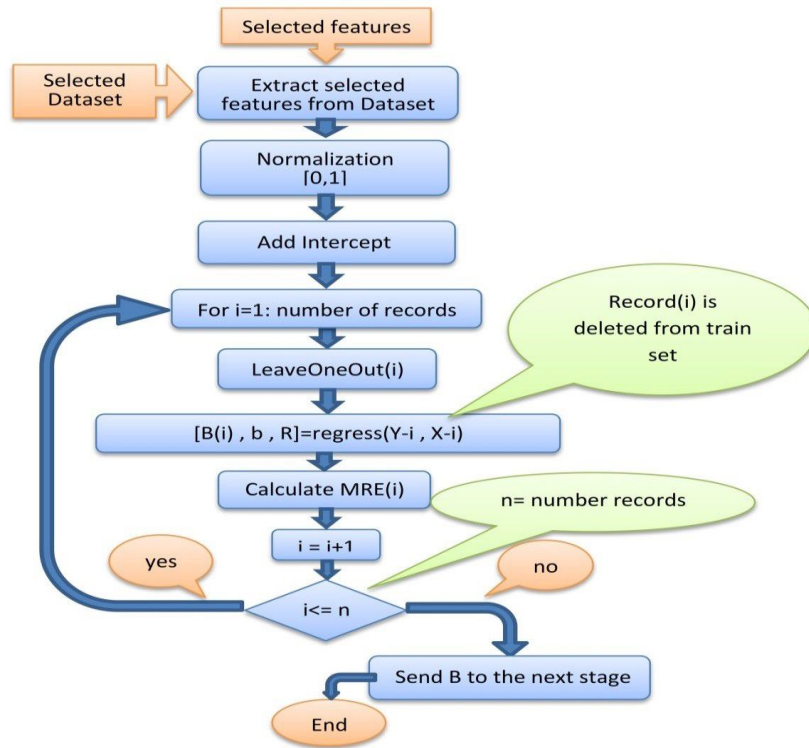 Selected features
Selected
Dataset
Extract selected
features from Dataset
Normalization
[0,1]
Add Intercept
For i=1: number of records
Record(i) is
deleted from train
set
LeaveOneOut(i)
[B(i) , b , R]=regress(Y-i , X-i)
Calculate MRE(i)
n= number records
i = i+1
yes
no
i<= n
Send B to the next stage
End